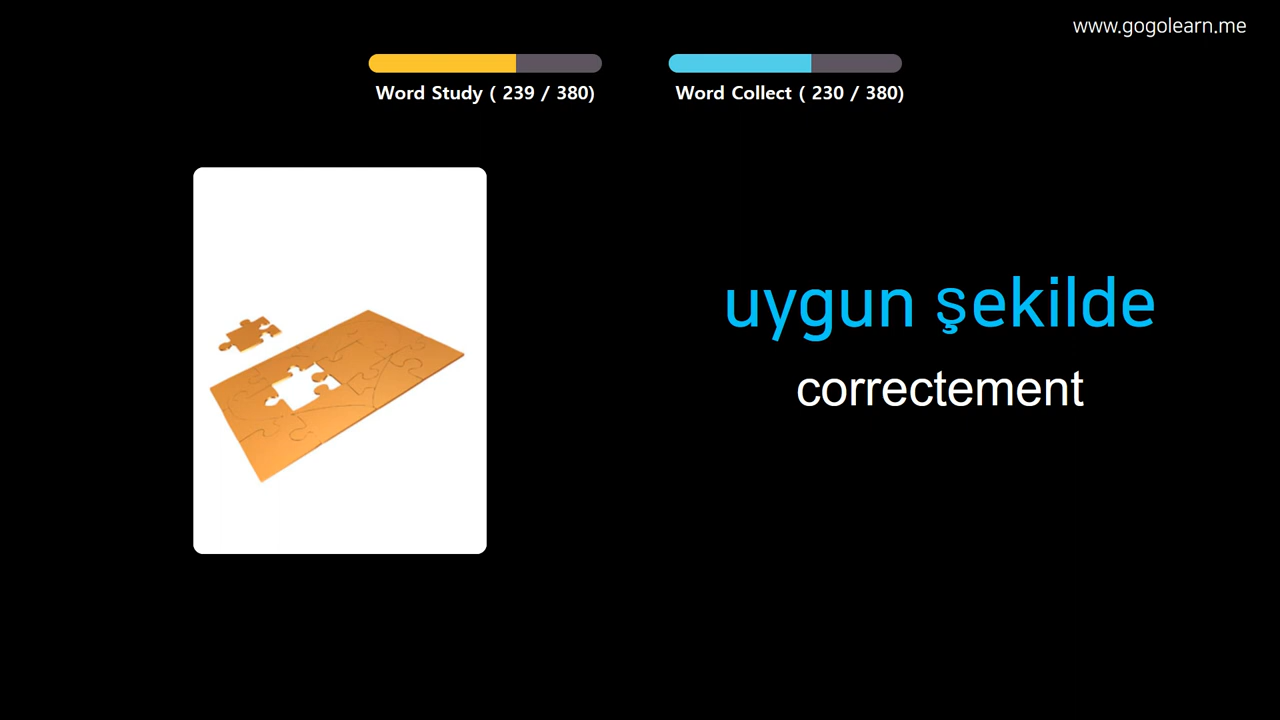 www.gogolearn.me
Word Study ( 239 / 380)
Word Collect ( 230 / 380)
uygun şekilde
correctement